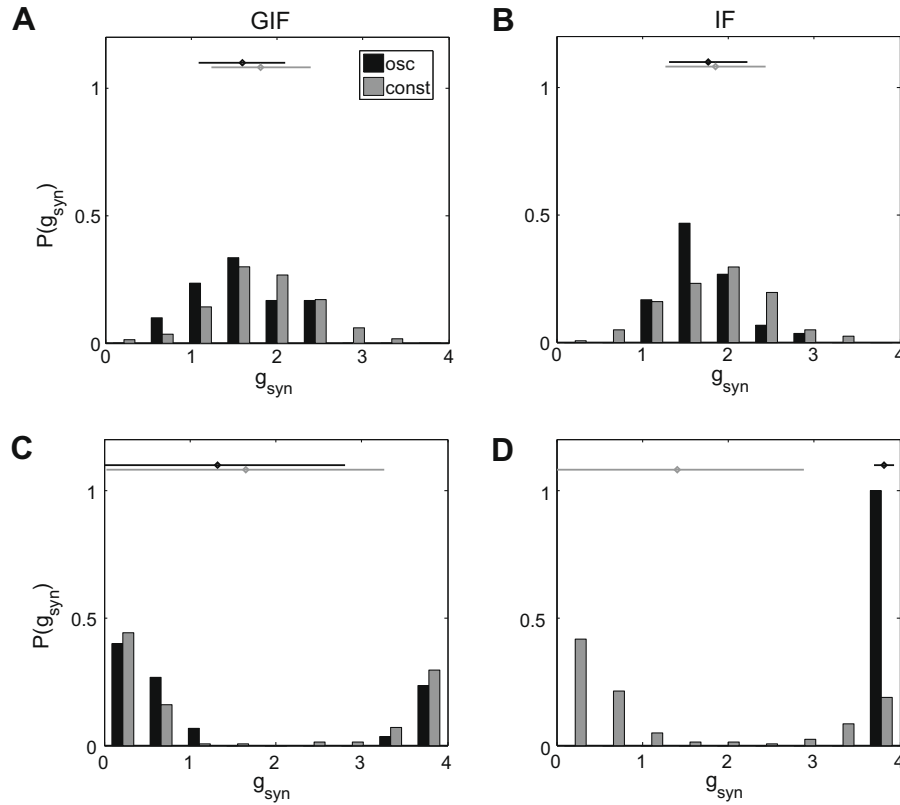 A
GIF
B
IF
osc
const
1
0.5
0
P(g_syn)
0 1 2 3 4
g_syn
1
0.5
0
0 1 2 3 4
g_syn
C
D
1
0.5
0
P(g_syn)
0 1 2 3 4
g_syn
1
0.5
0
0 1 2 3 4
g_syn